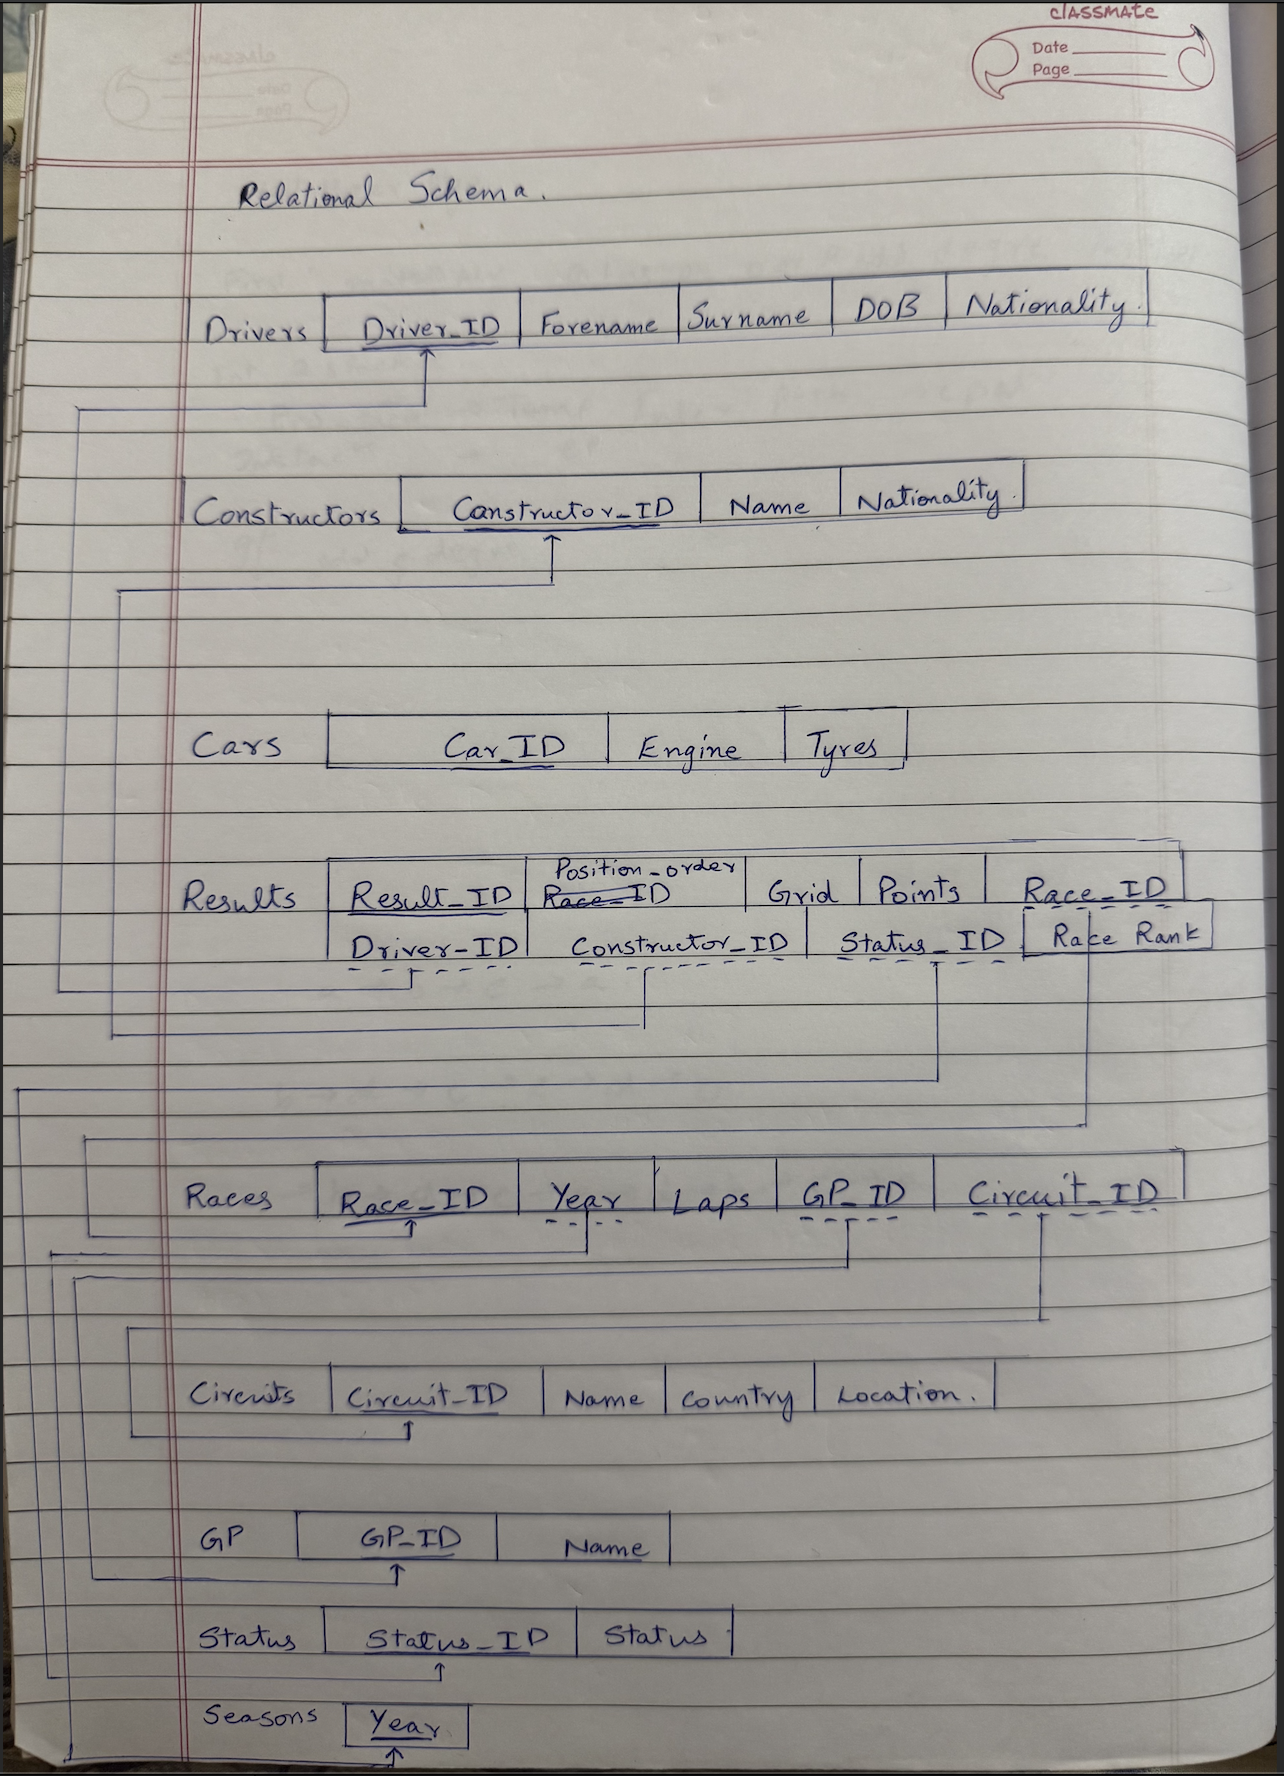 classmate
Date
Page
Relational Schema.
Drivers Driver_ID Forename Surname DOB Nationality.
Constructors Constructor_ID Name Nationality.
Cars Car_ID Engine Tyres
Position_order
Results Result_ID Race_ID Grid Points Race_ID
Driver_ID Constructor_ID Status_ID Race Rank
Races Race_ID Year Laps GP_ID Circuit_ID
Circuits Circuit_ID Name Country Location.
GP GP_ID Name
Status Status_ID Status
Seasons Year